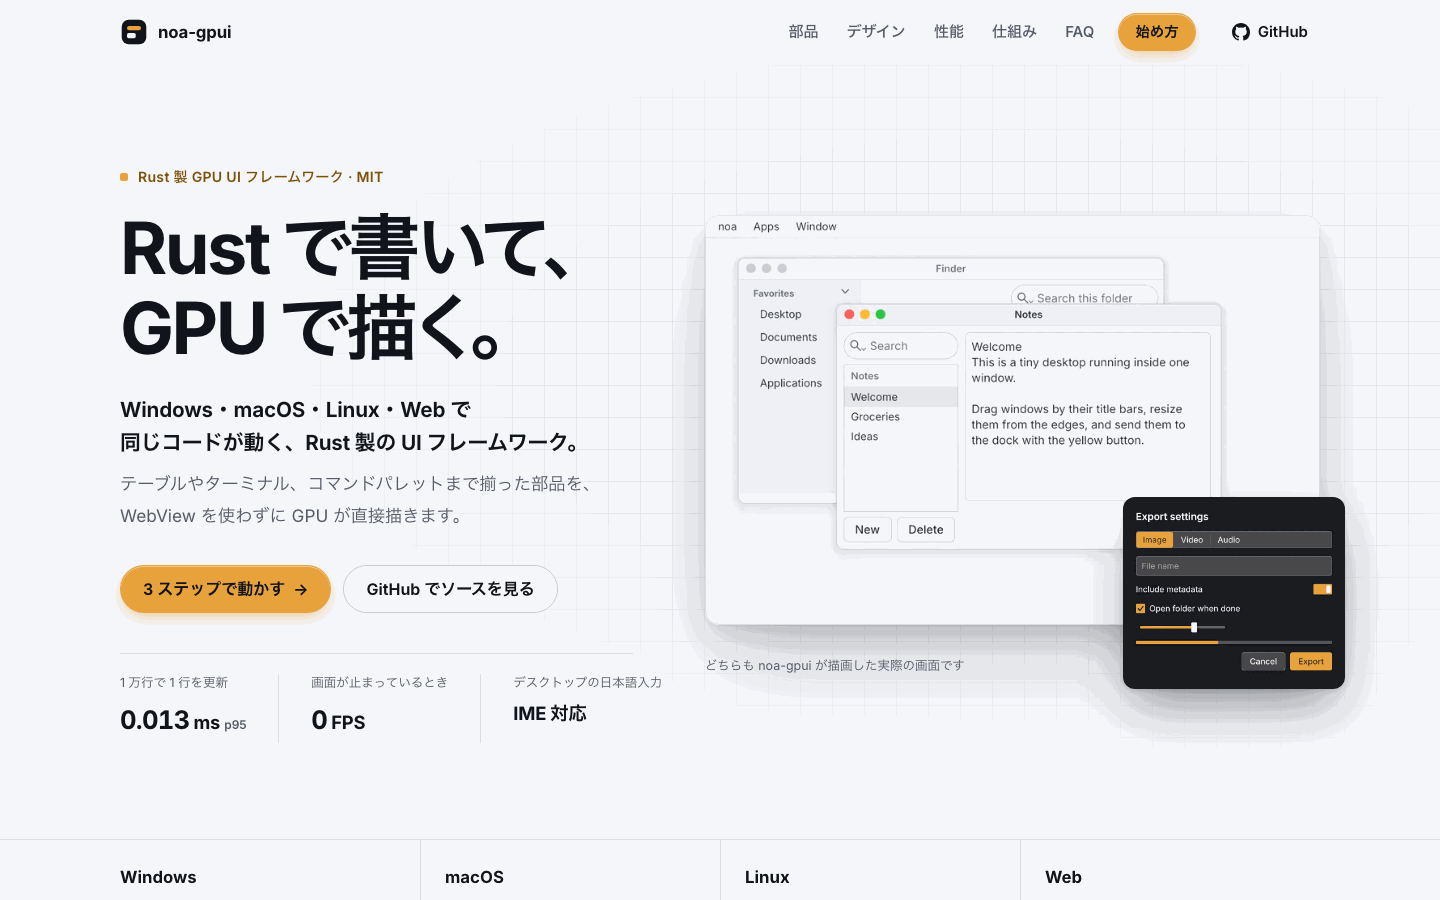 noa-gpui
部品 デザイン 性能 仕組み FAQ 始め方 GitHub
Rust 製 GPU UI フレームワーク · MIT
Rust で書いて、
GPU で描く。
Windows・macOS・Linux・Web で
同じコードが動く、Rust 製の UI フレームワーク。
テーブルやターミナル、コマンドパレットまで揃った部品を、
WebView を使わずに GPU が直接描きます。
3 ステップで動かす →
GitHub でソースを見る
1 万行で 1 行を更新
0.013 ms p95
画面が止まっているとき
0 FPS
デスクトップの日本語入力
IME 対応
noa Apps Window
Finder
Favorites
Desktop
Documents
Downloads
Applications
Search this folder
Notes
Search
Notes
Welcome
Groceries
Ideas
New Delete
Welcome
This is a tiny desktop running inside one
window.
Drag windows by their title bars, resize
them from the edges, and send them to
the dock with the yellow button.
Export settings
Image Video Audio
File name
Include metadata
Open folder when done
Cancel Export
どちらも noa-gpui が描画した実際の画面です
Windows macOS Linux Web